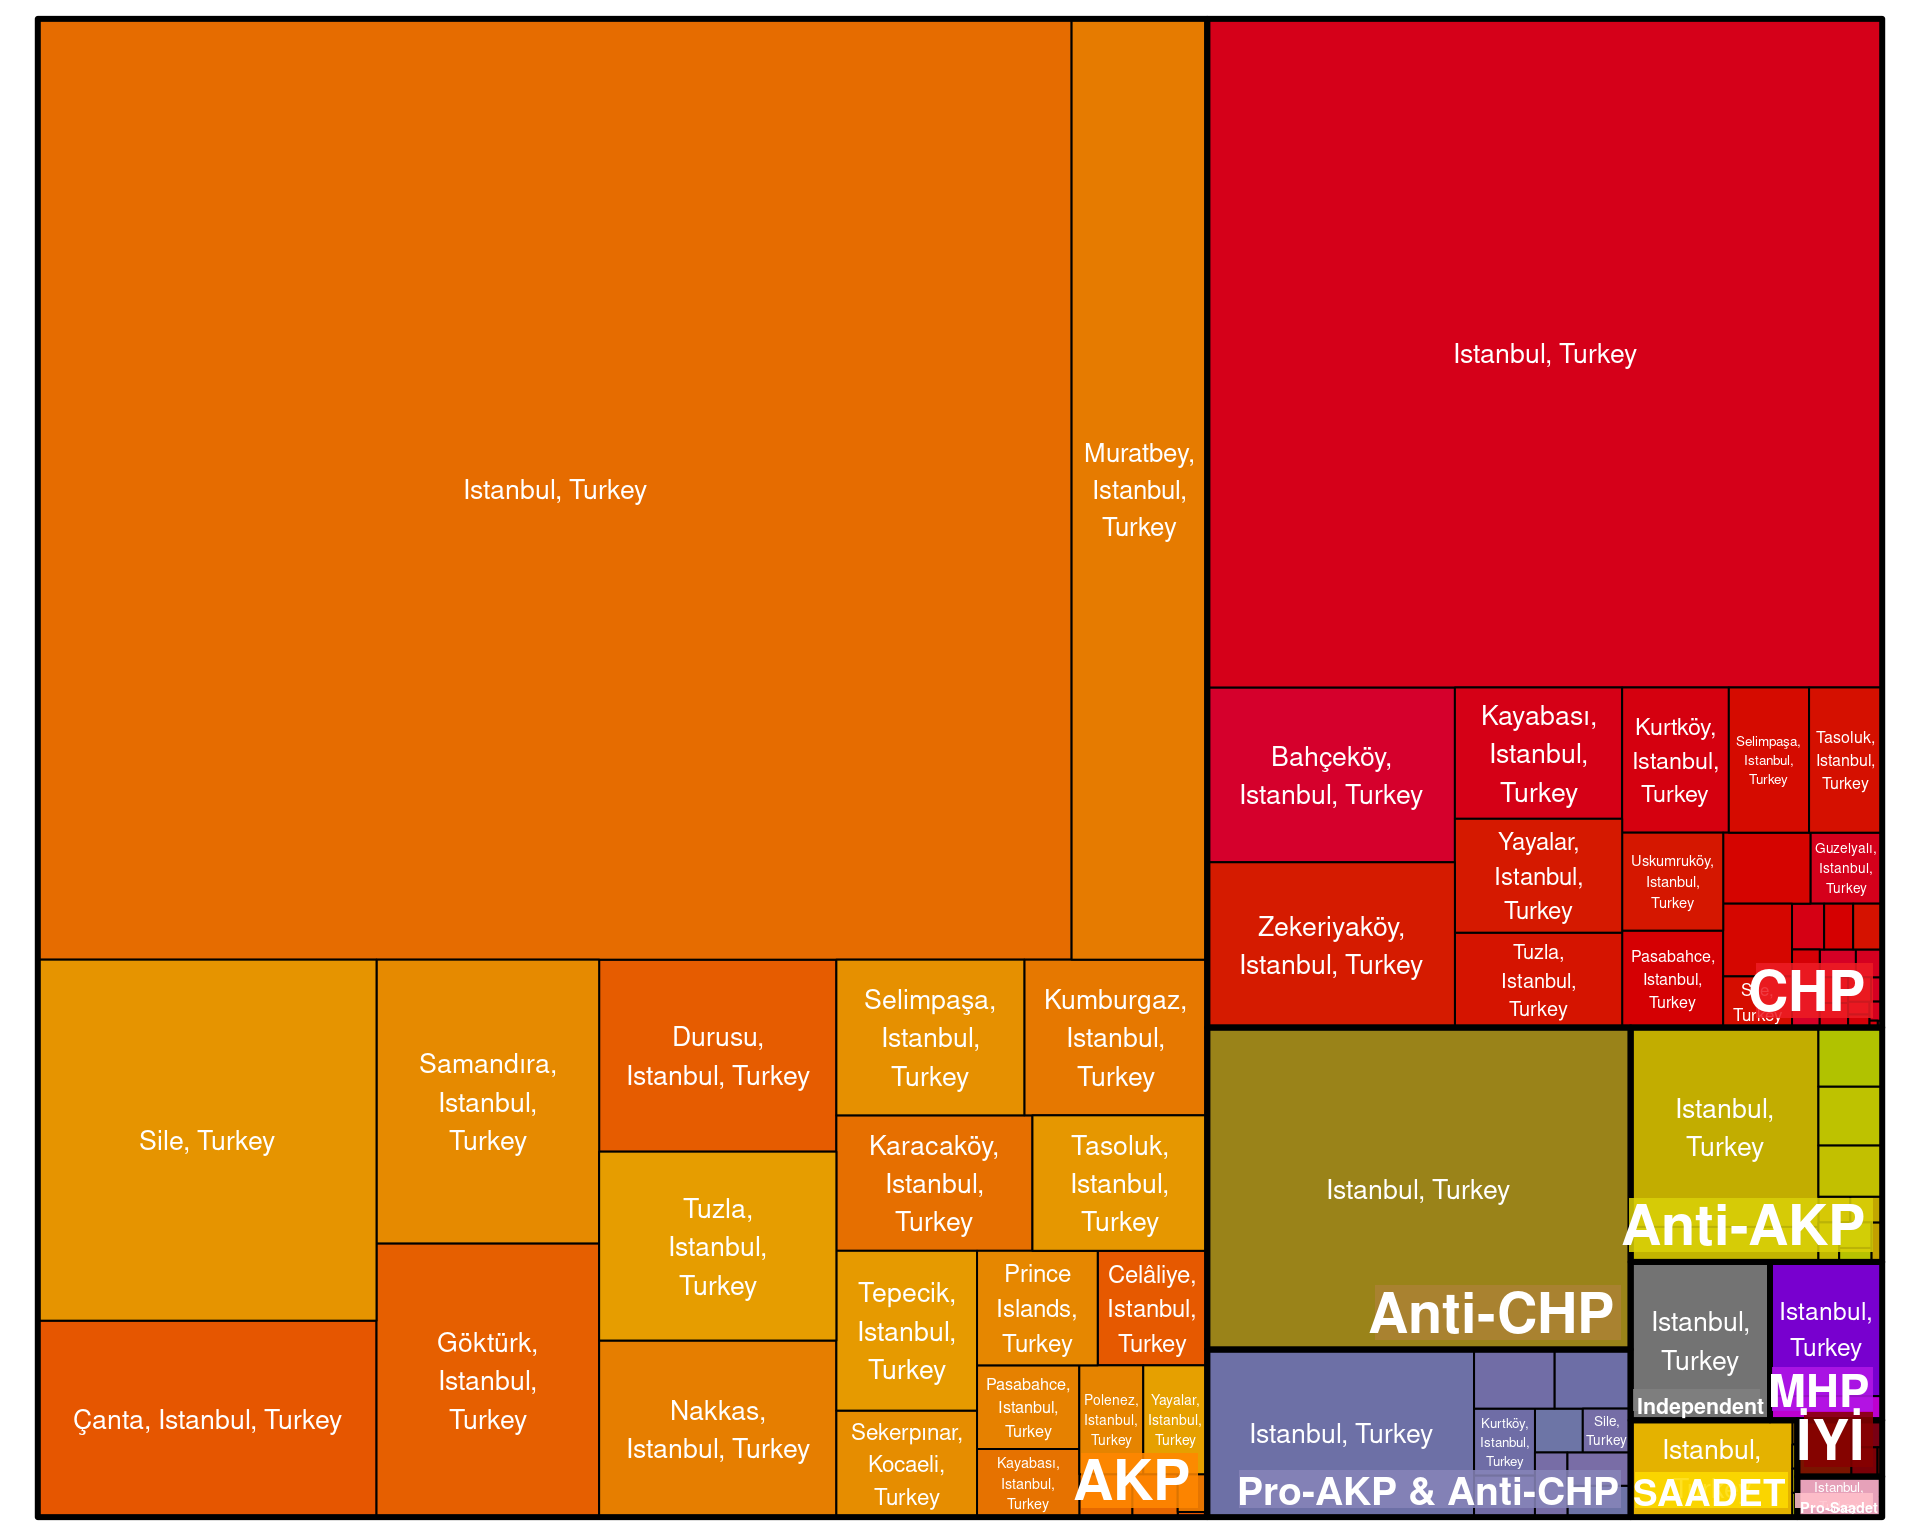 Istanbul, Turkey
Muratbey,
Istanbul,
Turkey
Sile, Turkey
Çanta, Istanbul, Turkey
Samandıra,
Istanbul,
Turkey
Göktürk,
Istanbul,
Turkey
Durusu,
Istanbul, Turkey
Tuzla,
Istanbul,
Turkey
Nakkas,
Istanbul, Turkey
Selimpaşa,
Istanbul,
Turkey
Kumburgaz,
Istanbul,
Turkey
Karacaköy,
Istanbul,
Turkey
Tasoluk,
Istanbul,
Turkey
Tepecik,
Istanbul,
Turkey
Sekerpınar,
Kocaeli,
Turkey
Prince
Islands,
Turkey
Celâliye,
Istanbul,
Turkey
Pasabahce,
Istanbul,
Turkey
Kayabası,
Istanbul,
Turkey
Polenez,
Istanbul,
Turkey
Yayalar,
Istanbul,
Turkey
AKP
Istanbul, Turkey
Bahçeköy,
Istanbul, Turkey
Zekeriyaköy,
Istanbul, Turkey
Kayabası,
Istanbul,
Turkey
Yayalar,
Istanbul,
Turkey
Tuzla,
Istanbul,
Turkey
Kurtköy,
Istanbul,
Turkey
Selimpaşa,
Istanbul,
Turkey
Tasoluk,
Istanbul,
Turkey
Uskumruköy,
Istanbul,
Turkey
Pasabahce,
Istanbul,
Turkey
Guzelyalı,
Istanbul,
Turkey
Sile,
Turkey
CHP
Istanbul, Turkey
Anti-CHP
Istanbul,
Turkey
Anti-AKP
Istanbul, Turkey
Kurtköy,
Istanbul,
Turkey
Sile,
Turkey
Pro-AKP & Anti-CHP
Istanbul,
Turkey
Independent
Istanbul,
Turkey
MHP
İYİ
Istanbul,
SAADET
Istanbul,
Pro-Saadet